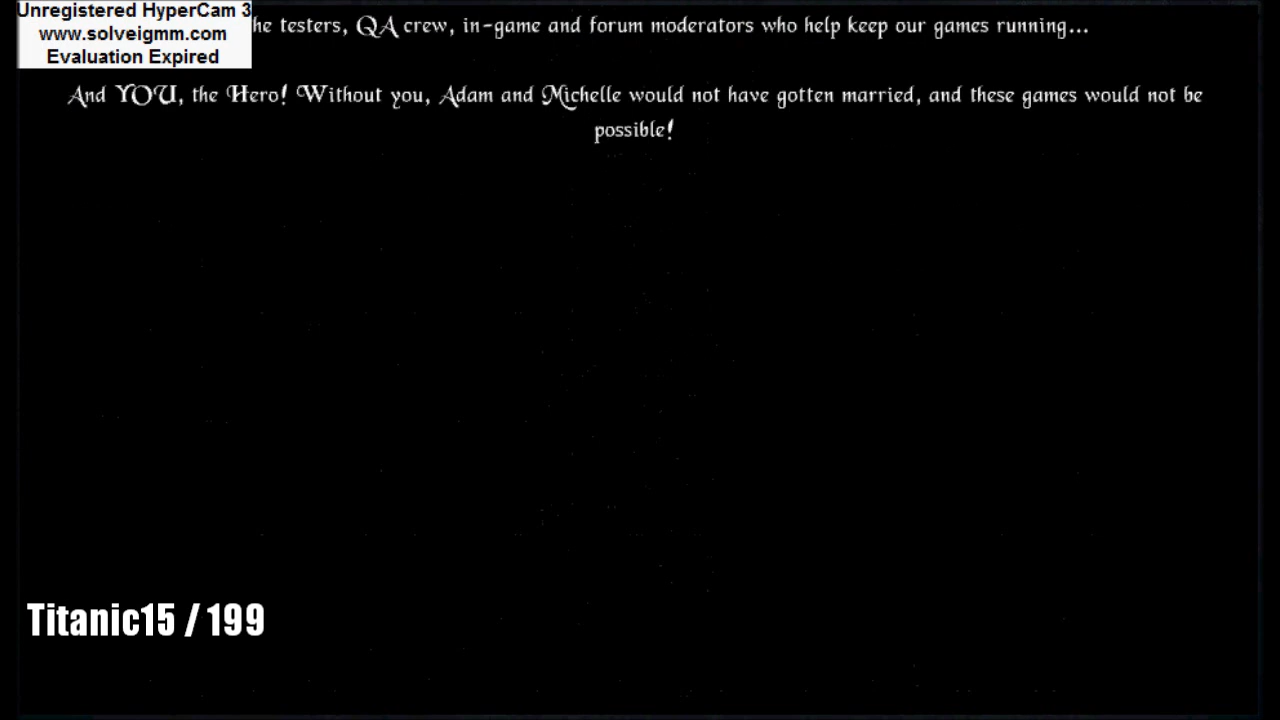 Unregistered HyperCam 3
www.solveigmm.com
Evaluation Expired
testers, QA crew, in-game and forum moderators who help keep our games running...
And YOU, the Hero! Without you, Adam and Michelle would not have gotten married, and these games would not be
possible!
Titanic15 / 199